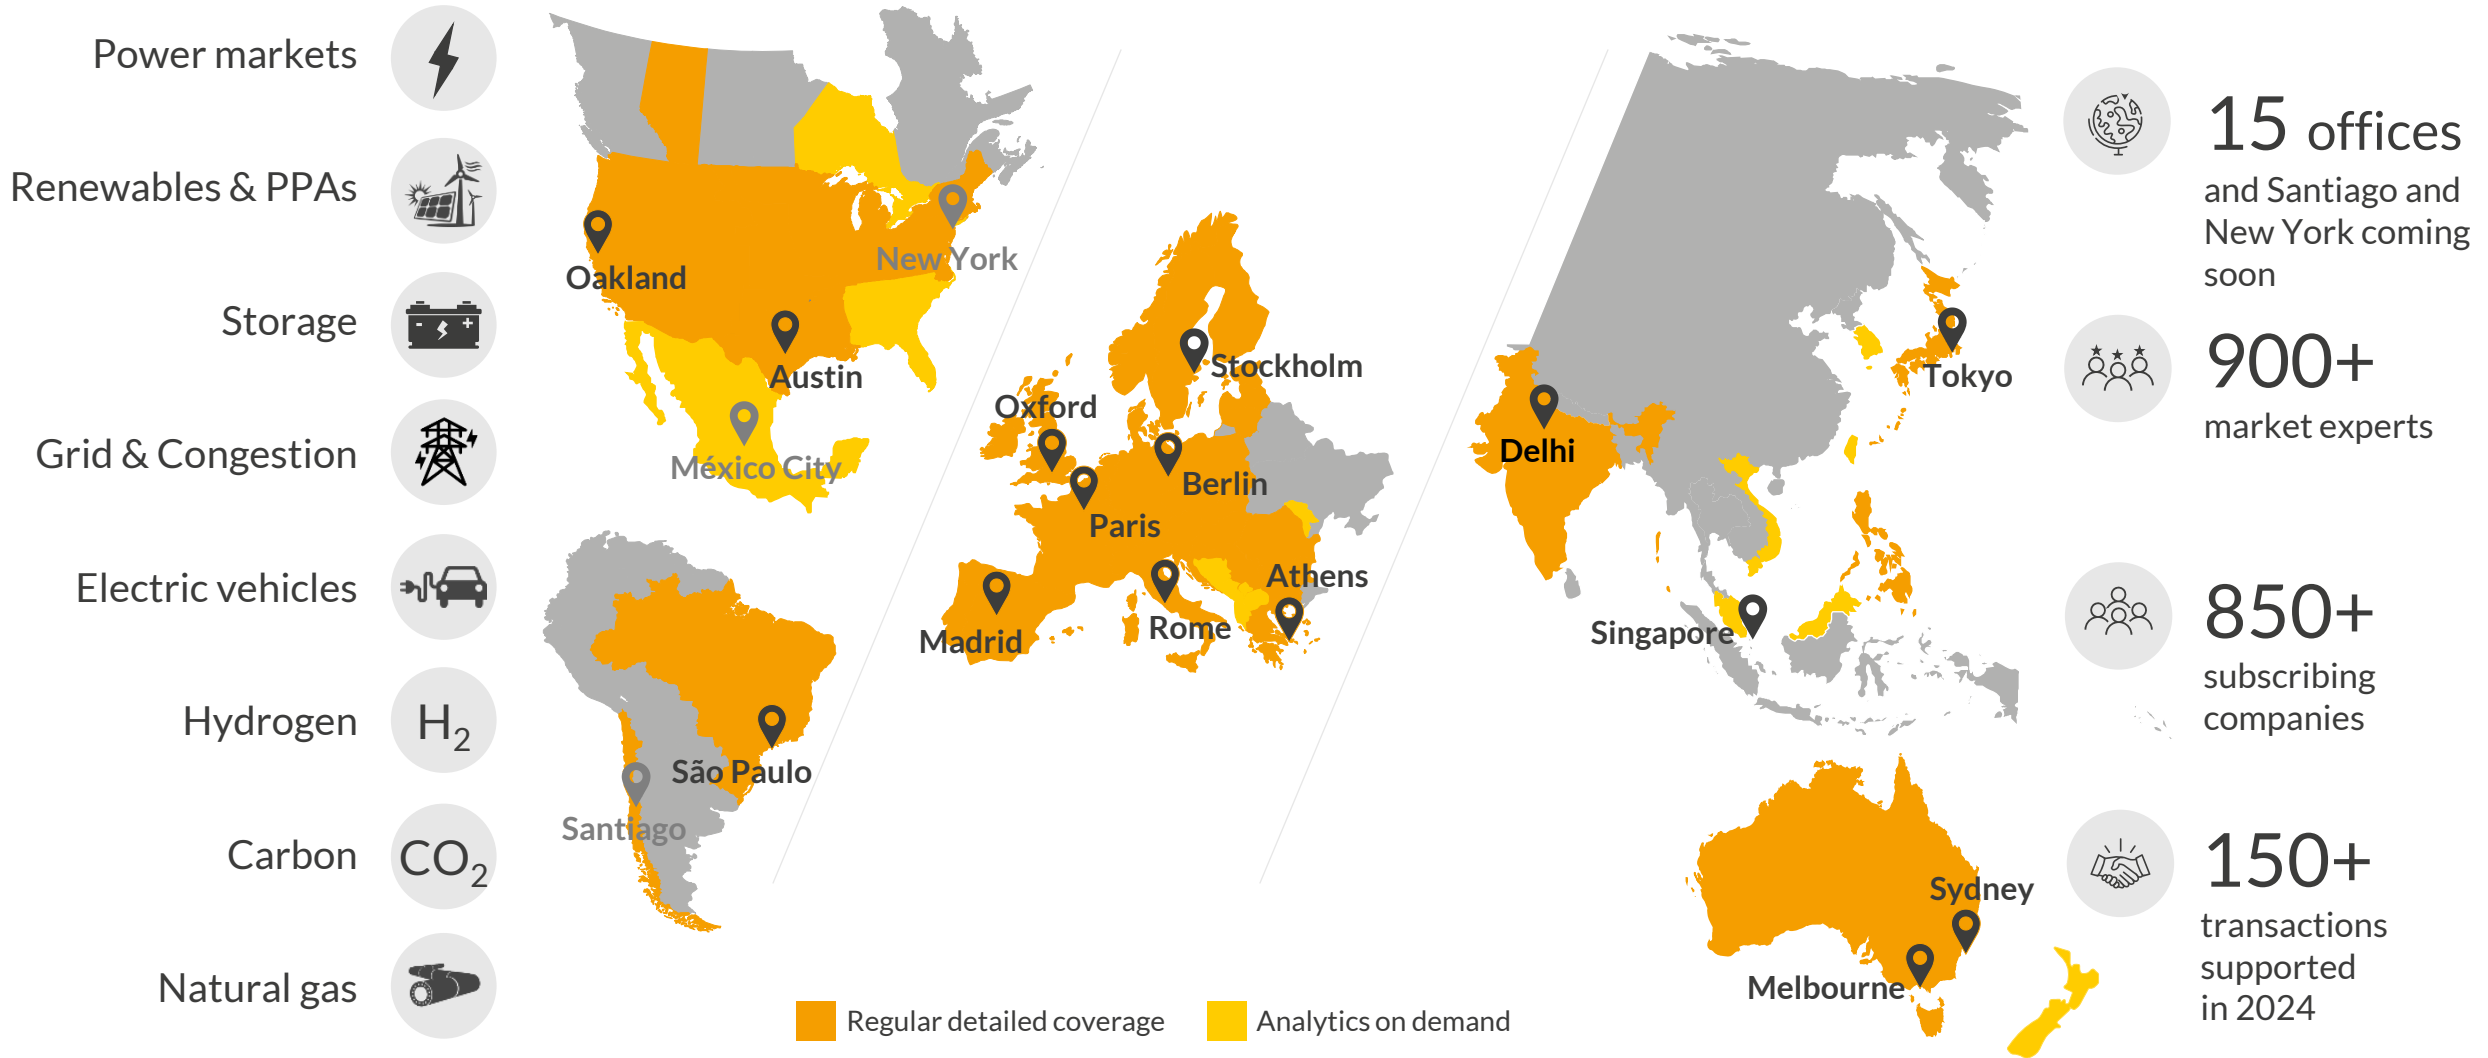 Power markets
Renewables & PPAs
Storage
- +
Grid & Congestion
Electric vehicles
Hydrogen
H₂
Carbon
CO₂
Natural gas
New York
Oakland
Austin
México City
São Paulo
Santiago
Stockholm
Oxford
Berlin
Paris
Athens
Rome
Madrid
Tokyo
Delhi
Singapore
Sydney
Melbourne
Regular detailed coverage
Analytics on demand
15 offices
and Santiago and
New York coming
soon
900+
market experts
850+
subscribing
companies
150+
transactions
supported
in 2024